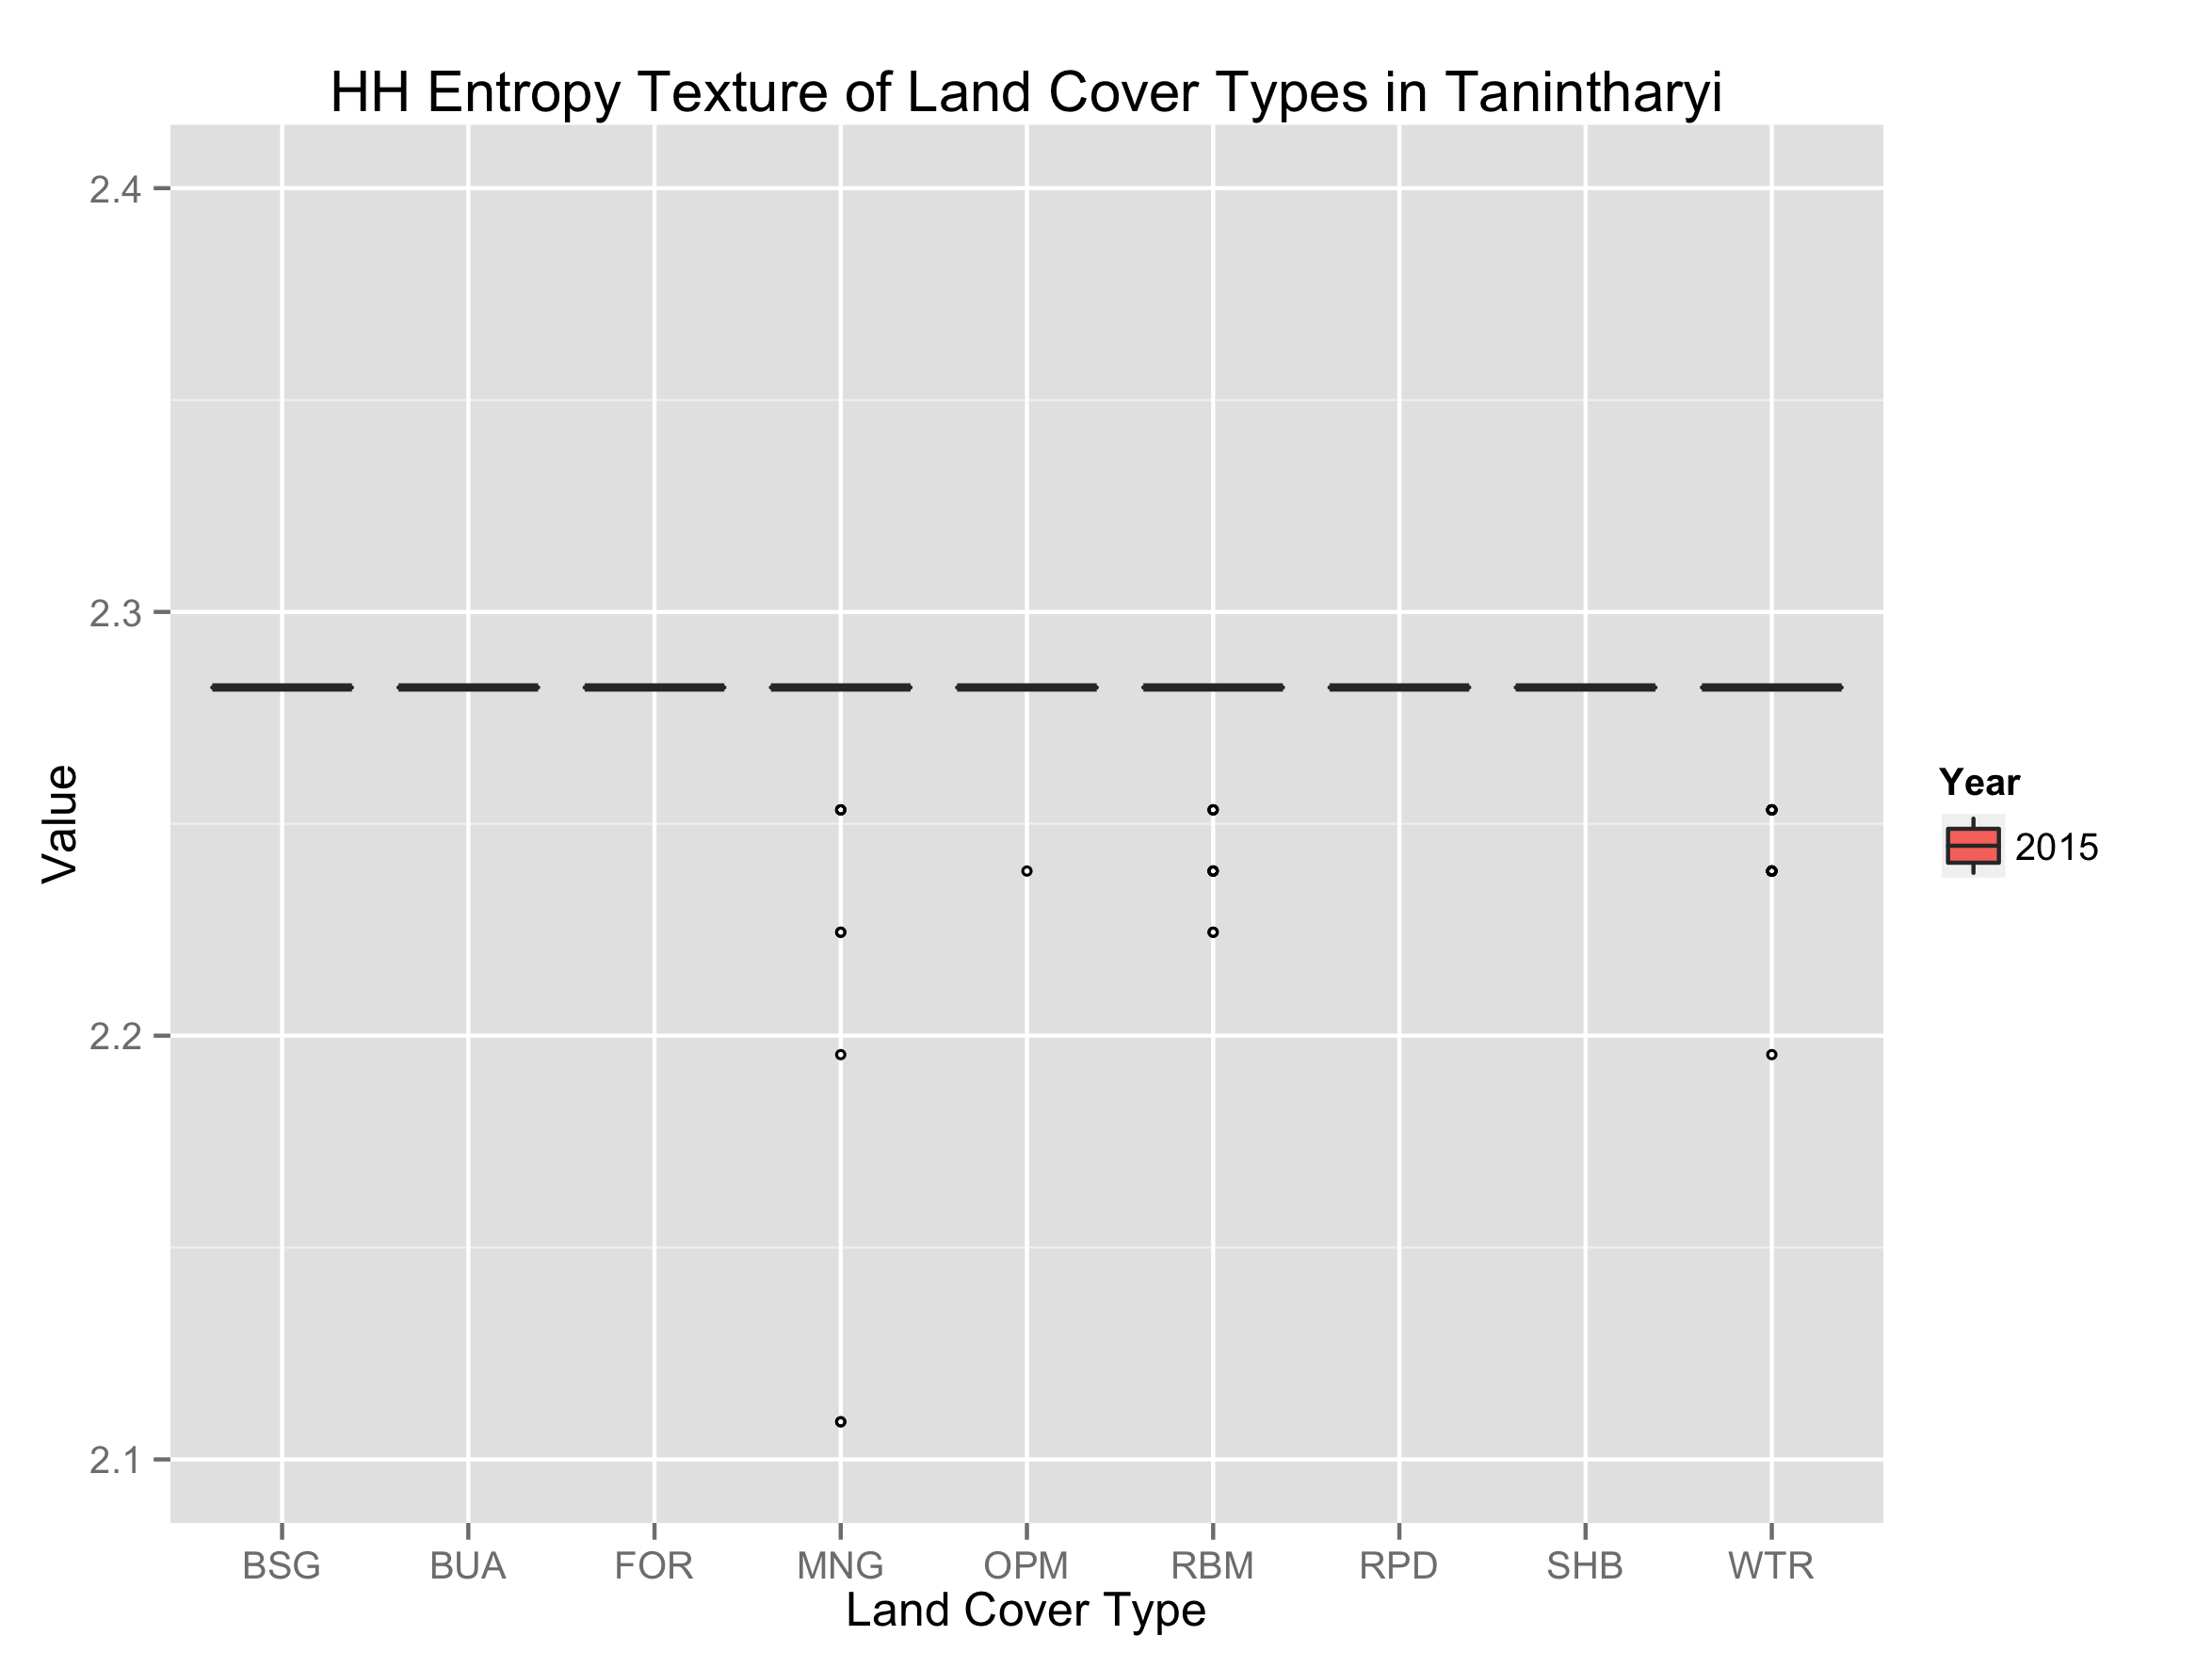 HH Entropy Texture of Land Cover Types in Tanintharyi
2.4
2.3
2.2
2.1
Value
BSG BUA FOR MNG OPM RBM RPD SHB WTR
Land Cover Type
Year
2015